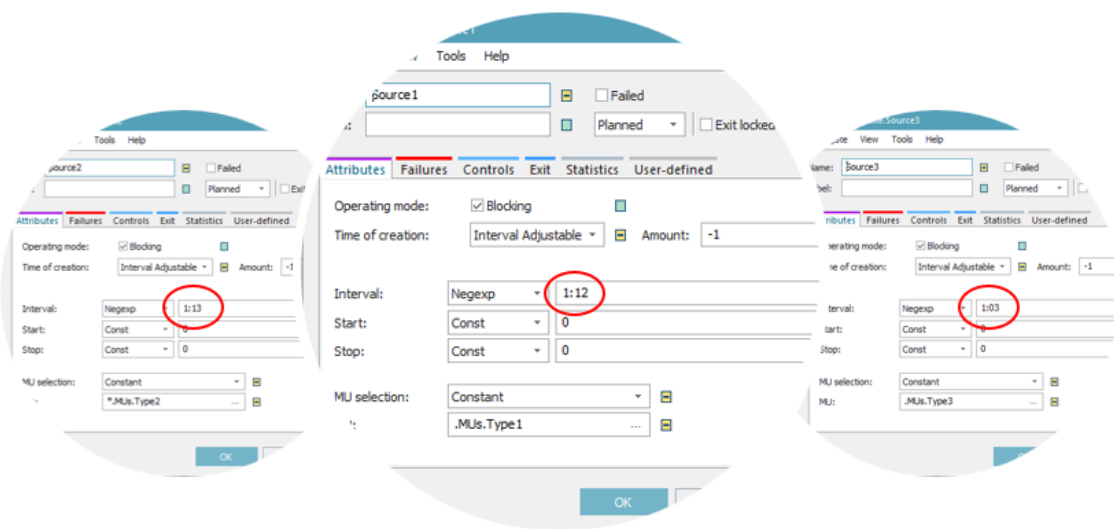 Tools Help
Source2
Failed
Planned
Attributes Failures Controls Exit Statistics User-defined
Operating mode: Blocking
Time of creation: Interval Adjustable Amount: -1
Interval: Negexp 1:13
Start: Const 0
Stop: Const 0
MU selection: Constant
*.MUs.Type2 ...
OK
Tools Help
Source1
Failed
Planned Exit locked
Attributes Failures Controls Exit Statistics User-defined
Operating mode: Blocking
Time of creation: Interval Adjustable Amount: -1
Interval: Negexp 1:12
Start: Const 0
Stop: Const 0
MU selection: Constant
.MUs.Type1 ...
OK
Source3
View Tools Help
Source3
Failed
Planned
Failures Controls Exit Statistics User-defined
Blocking
Interval Adjustable Amount: -1
Negexp 1:03
Const 0
Stop: Const 0
MU selection: Constant
MU: .MUs.Type3 ...